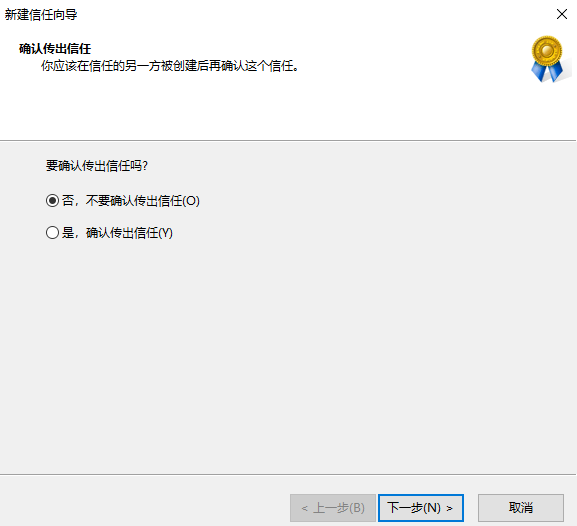 新建信任向导
确认传出信任
你应该在信任的另一方被创建后再确认这个信任。
要确认传出信任吗?
否，不要确认传出信任(O)
是，确认传出信任(Y)
< 上一步(B) 下一步(N) > 取消